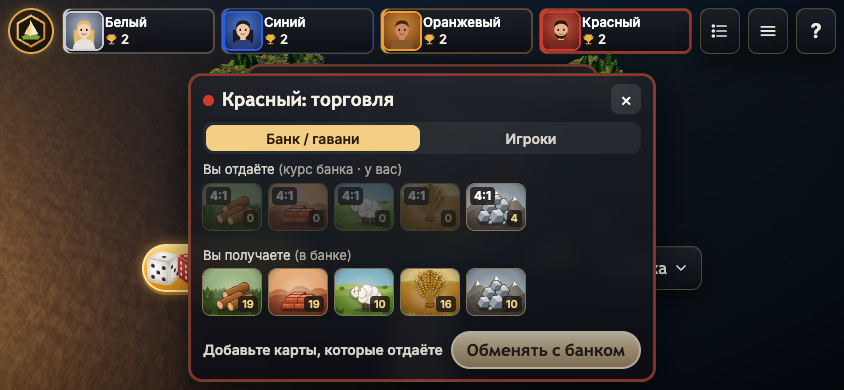 Белый
2
Синий
2
Оранжевый
2
Красный
2
?
Красный: торговля
×
Банк / гавани
Игроки
Вы отдаёте (курс банка · у вас)
4:1 0
4:1 0
4:1 0
4:1 0
4:1 4
Вы получаете (в банке)
19
19
10
16
10
ка
Добавьте карты, которые отдаёте
Обменять с банком